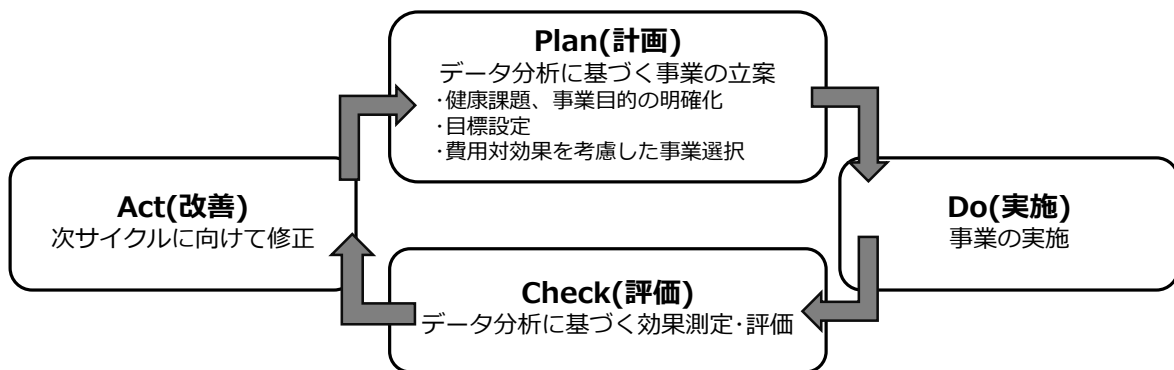 Plan(計画)
データ分析に基づく事業の立案
･健康課題、事業目的の明確化
･目標設定
･費用対効果を考慮した事業選択
Act(改善)
次サイクルに向けて修正
Do(実施)
事業の実施
Check(評価)
データ分析に基づく効果測定･評価